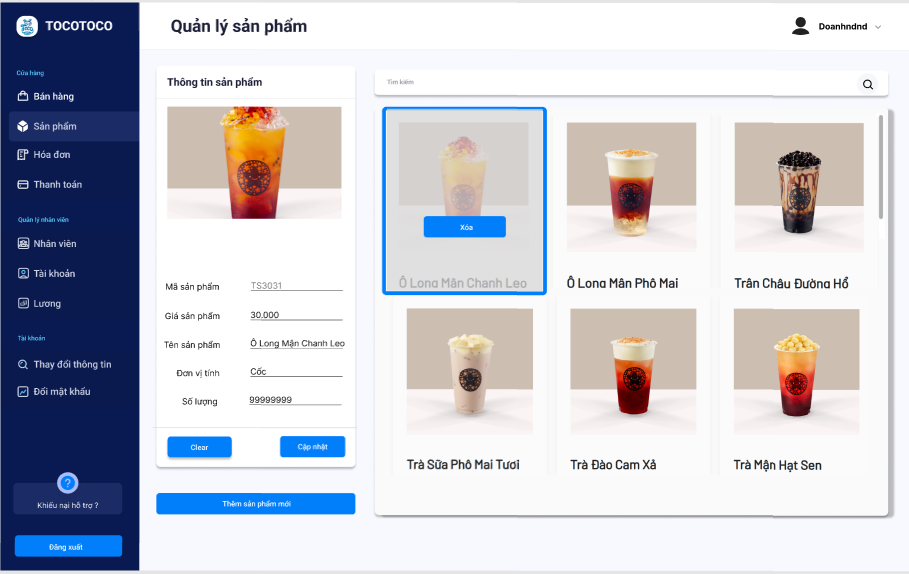 TOCOTOCO
Quản lý sản phẩm
Doanhndnd
Cửa hàng
Bán hàng
Sản phẩm
Hóa đơn
Thanh toán
Quản lý nhân viên
Nhân viên
Tài khoản
Lương
Tài khoản
Thay đổi thông tin
Đổi mật khẩu
?
Khiếu nại hỗ trợ ?
Đăng xuất
Thông tin sản phẩm
Mã sản phẩm TS3031
Giá sản phẩm 30.000
Tên sản phẩm Ô Long Mận Chanh Leo
Đơn vị tính Cốc
Số lượng 99999999
Clear Cập nhật
Thêm sản phẩm mới
Tìm kiếm
Xóa
Ô Long Mãn Chanh Leo Ô Long Mân Phô Mai Trân Châu Đường Hổ
Trà Sữa Phô Mai Tươi Trà Đào Cam Xả Trà Mận Hạt Sen